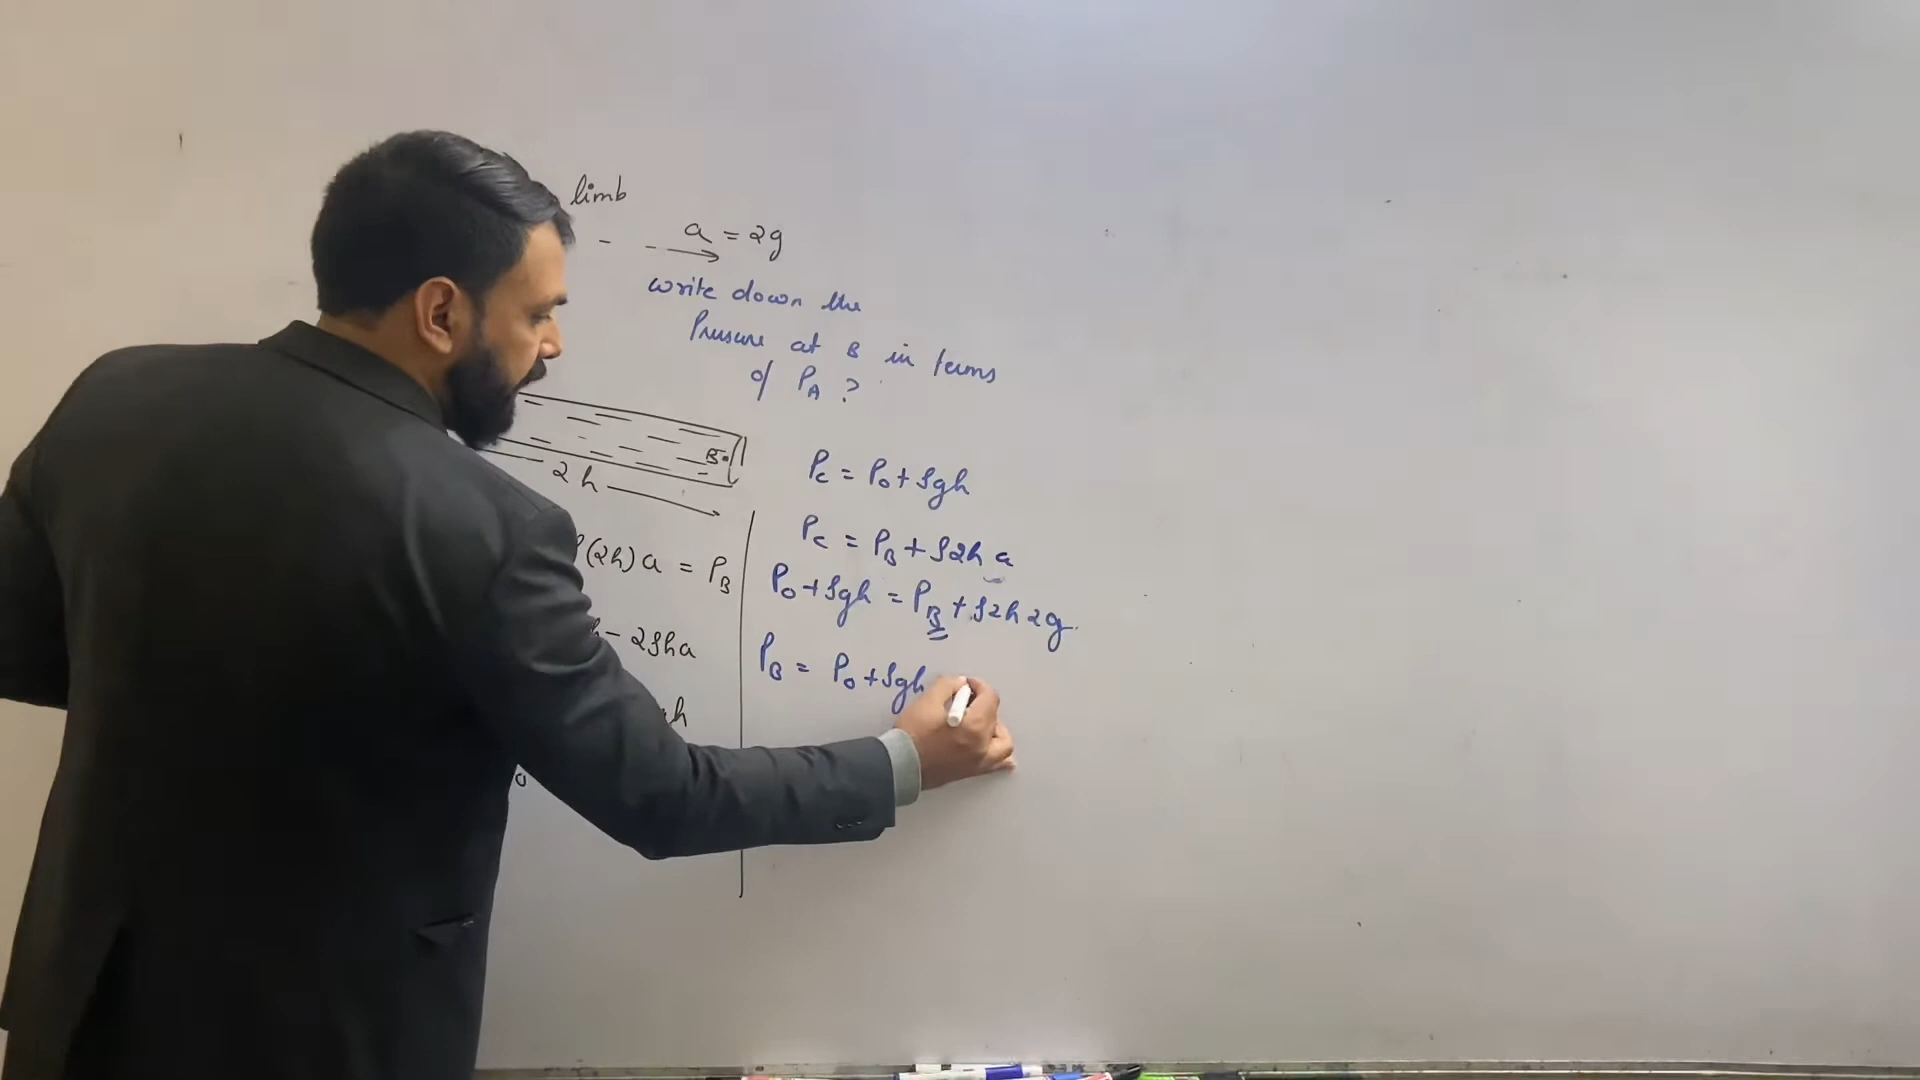 limb
a = 2g
write down the
Pressure at B in terms
of P_A ?
B
2h
P_C = P_0 + ρgh
P_C = P_B + ρ2h a
(2h) a = P_B
P_0 + ρgh = P_B + ρ2h 2g
h - 2ρha
P_B = P_0 + ρgh
h